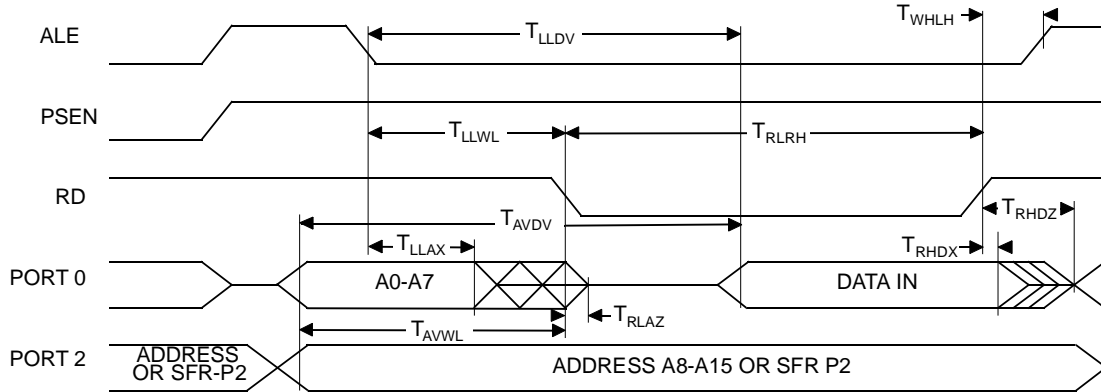 T_WHLH
ALE
T_LLDV
PSEN
T_LLWL
T_RLRH
RD
T_AVDV
T_RHDZ
T_LLAX
T_RHDX
PORT 0
A0-A7
DATA IN
T_RLAZ
T_AVWL
PORT 2
ADDRESS
OR SFR-P2
ADDRESS A8-A15 OR SFR P2